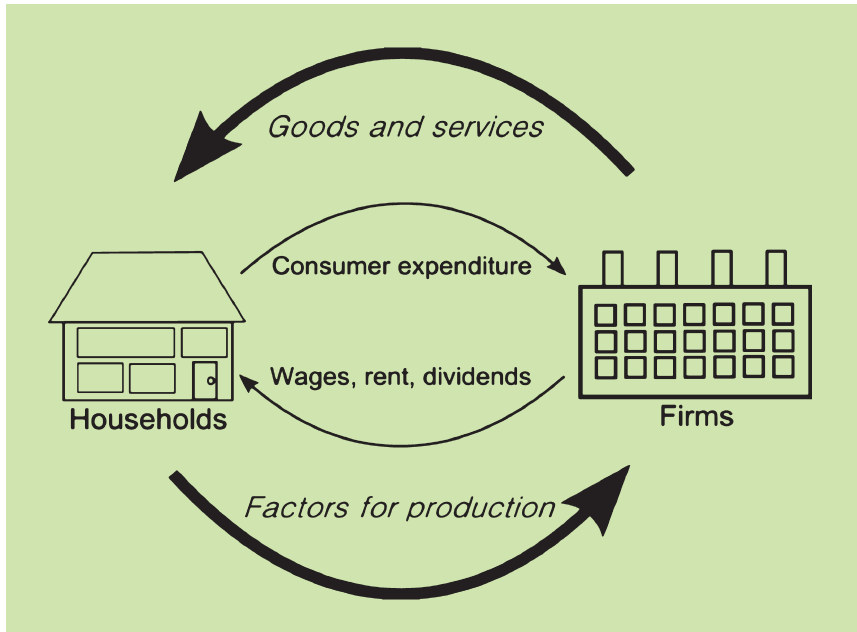 Goods and services
Consumer expenditure
Wages, rent, dividends
Households
Firms
Factors for production